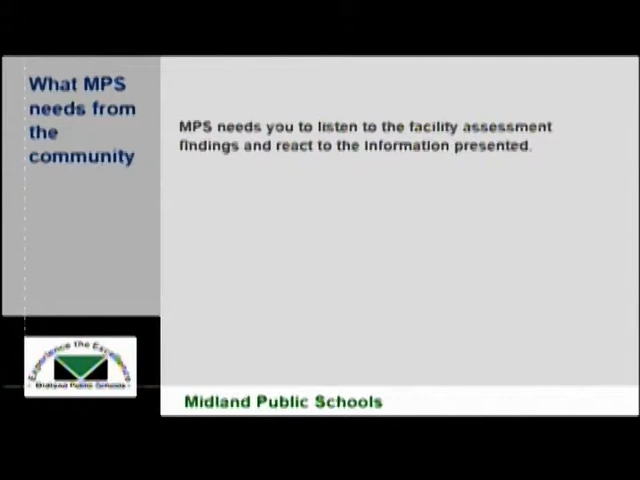 What MPS
needs from
the
community
MPS needs you to listen to the facility assessment
findings and react to the information presented.
Experience the Excellence
Midland Public Schools
Midland Public Schools